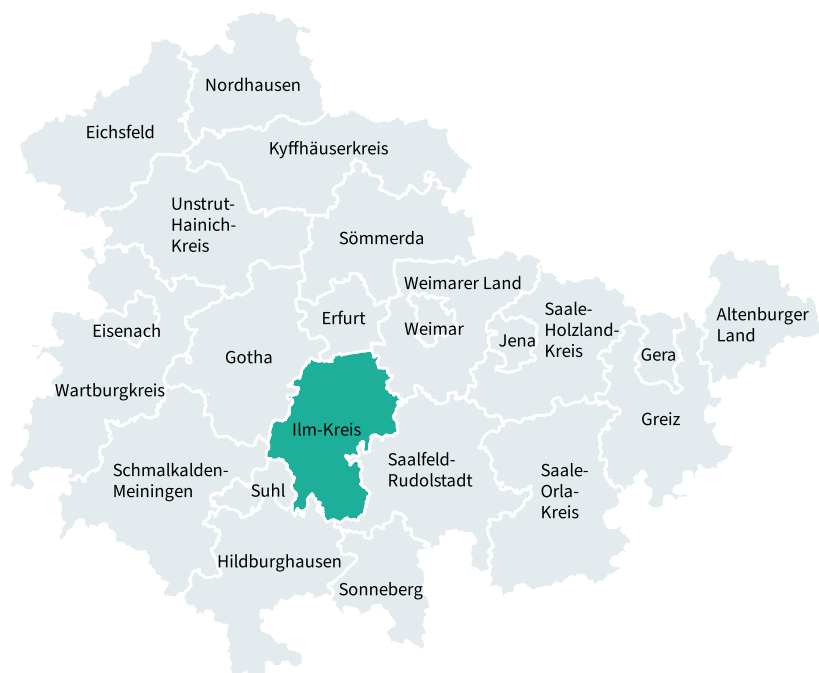 Nordhausen
Eichsfeld
Kyffhäuserkreis
Unstrut-
Hainich-
Kreis
Sömmerda
Weimarer Land
Saale-
Holzland-
Kreis
Altenburger
Land
Eisenach
Erfurt
Weimar
Jena
Gera
Gotha
Wartburgkreis
Greiz
Ilm-Kreis
Schmalkalden-
Meiningen
Suhl
Saalfeld-
Rudolstadt
Saale-
Orla-
Kreis
Hildburghausen
Sonneberg